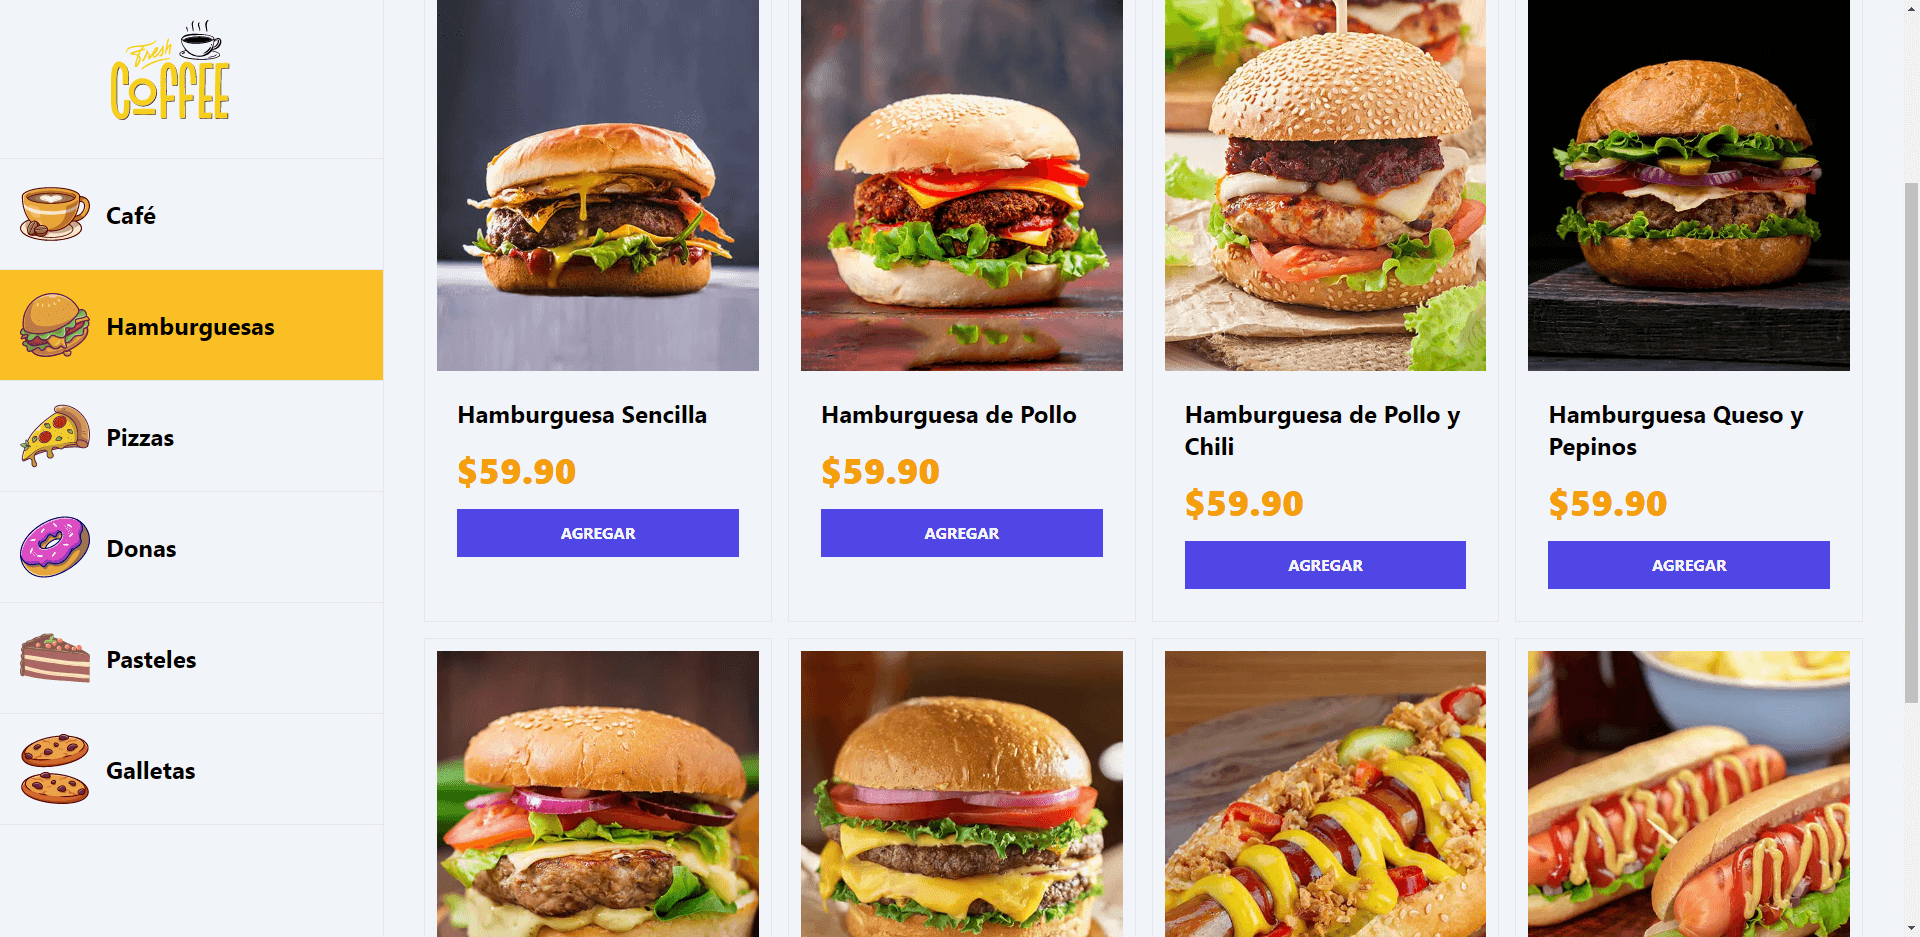 Fresh
COFFEE
Café
Hamburguesas
Pizzas
Donas
Pasteles
Galletas
Hamburguesa Sencilla
$59.90
AGREGAR
Hamburguesa de Pollo
$59.90
AGREGAR
Hamburguesa de Pollo y
Chili
$59.90
AGREGAR
Hamburguesa Queso y
Pepinos
$59.90
AGREGAR